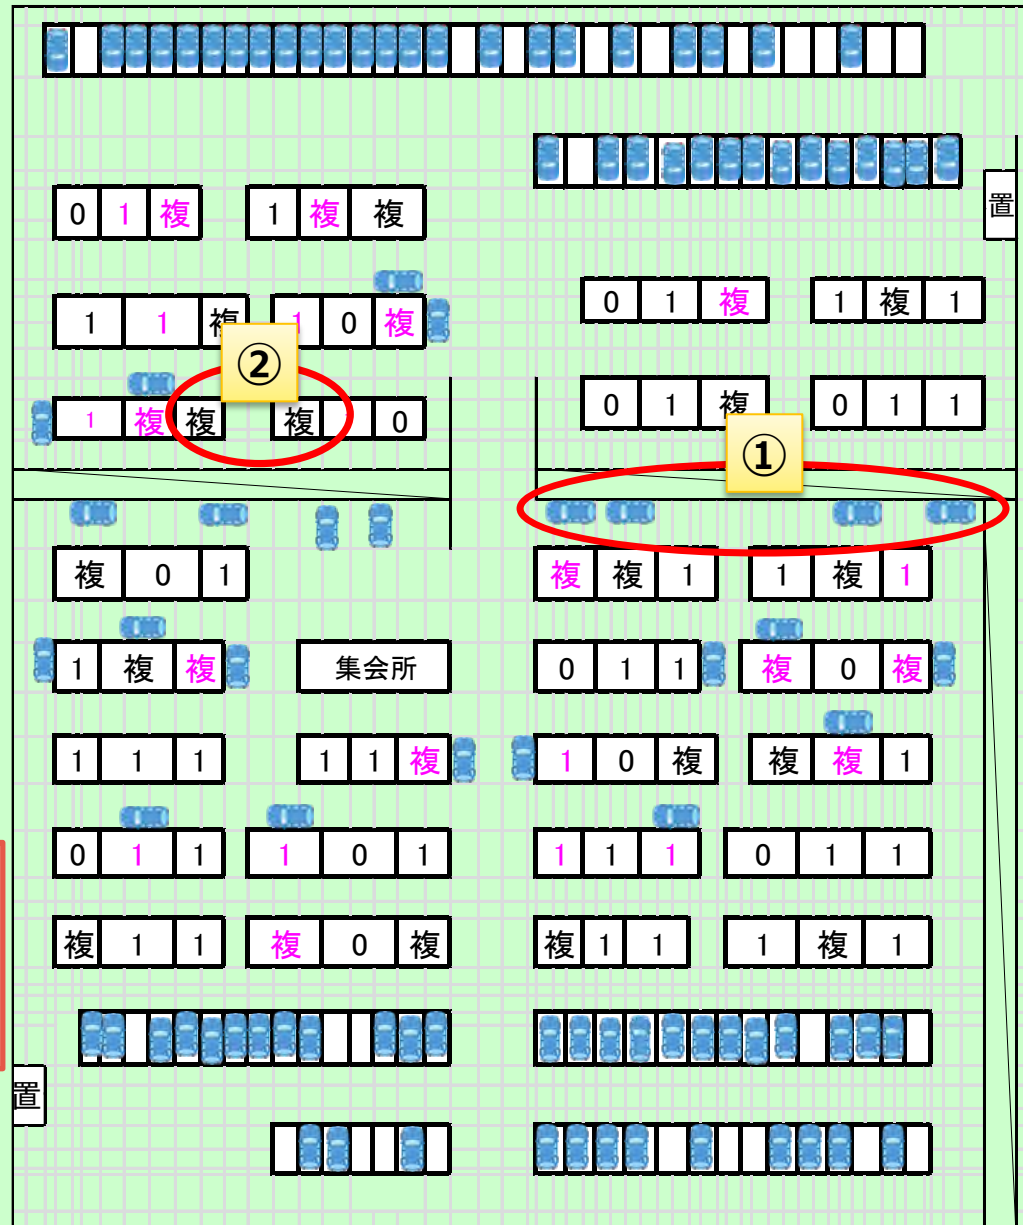 置
0 1 複 1 複 複
0 1 複 1 複 1
1 1 複 1 0 複
②
0 1 複 0 1 1
1 複 複 複 0
①
複 0 1 複 複 1 1 複 1
1 複 複 集会所 0 1 1 複 0 複
1 1 1 1 1 複 1 0 複 複 複 1
0 1 1 1 0 1 1 1 1 0 1 1
複 1 1 複 0 複 複 1 1 1 複 1
置